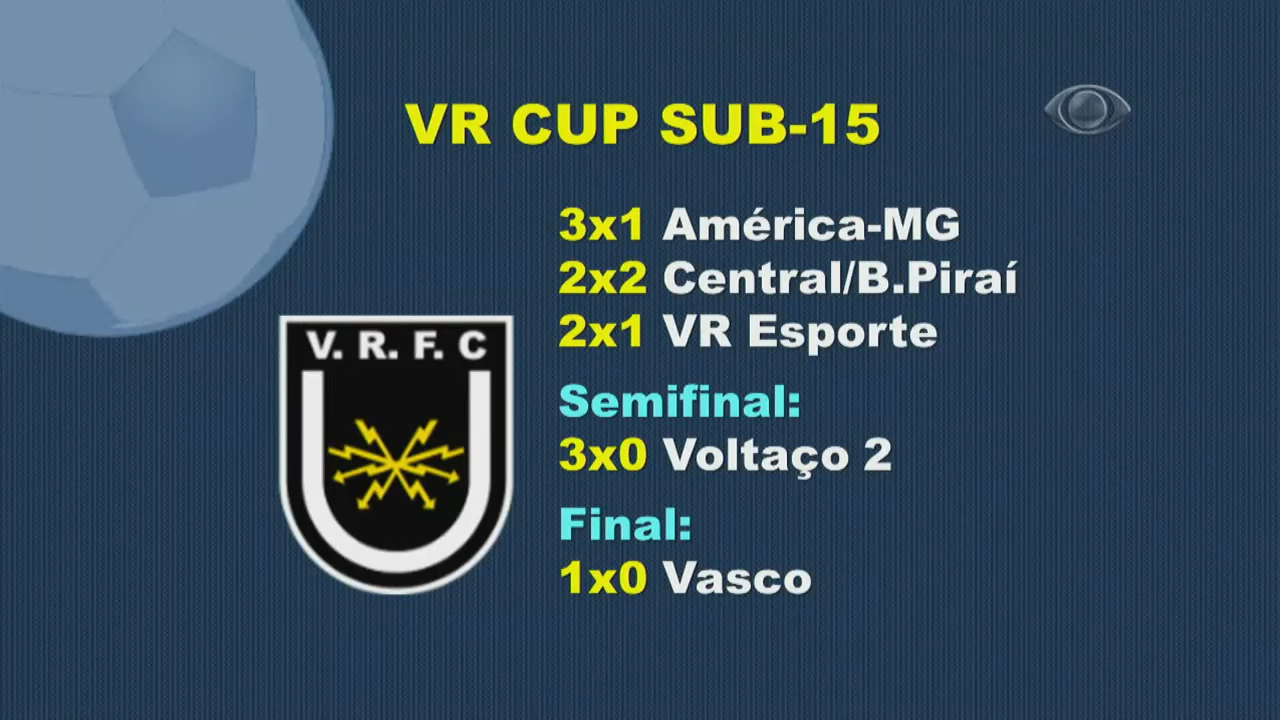 VR CUP SUB-15
3x1 América-MG
2x2 Central/B.Piraí
2x1 VR Esporte
V. R. F. C
Semifinal:
3x0 Voltaço 2
Final:
1x0 Vasco